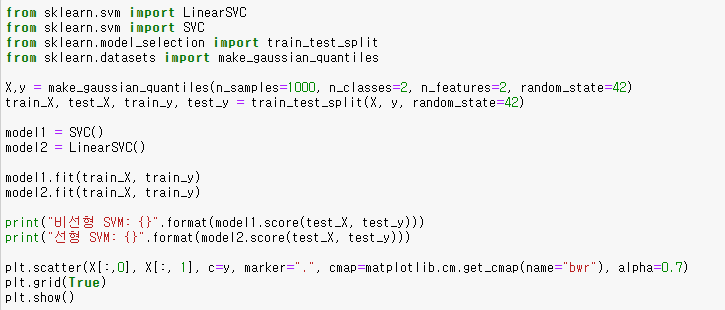 from sklearn.svm import LinearSVC
from sklearn.svm import SVC
from sklearn.model_selection import train_test_split
from sklearn.datasets import make_gaussian_quantiles
X,y = make_gaussian_quantiles(n_samples=1000, n_classes=2, n_features=2, random_state=42)
train_X, test_X, train_y, test_y = train_test_split(X, y, random_state=42)
model1 = SVC()
model2 = LinearSVC()
model1.fit(train_X, train_y)
model2.fit(train_X, train_y)
print("비선형 SVM: {}".format(model1.score(test_X, test_y)))
print("선형 SVM: {}".format(model2.score(test_X, test_y)))
plt.scatter(X[:,0], X[:, 1], c=y, marker=".", cmap=matplotlib.cm.get_cmap(name="bwr"), alpha=0.7)
plt.grid(True)
plt.show()